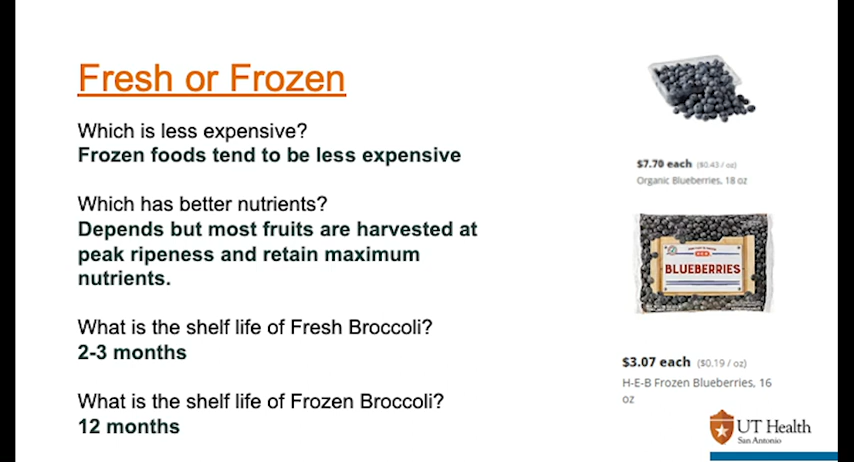 Fresh or Frozen
Which is less expensive?
Frozen foods tend to be less expensive
Which has better nutrients?
Depends but most fruits are harvested at
peak ripeness and retain maximum
nutrients.
What is the shelf life of Fresh Broccoli?
2-3 months
What is the shelf life of Frozen Broccoli?
12 months
$7.70 each ($0.43 / oz)
Organic Blueberries, 18 oz
H-E-B
BLUEBERRIES
$3.07 each ($0.19 / oz)
H-E-B Frozen Blueberries, 16
oz
UT Health
San Antonio